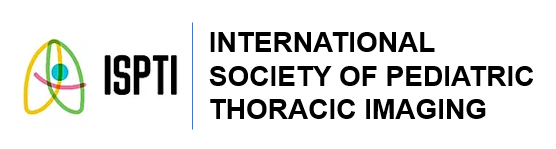 ISPTI
INTERNATIONAL
SOCIETY OF PEDIATRIC
THORACIC IMAGING